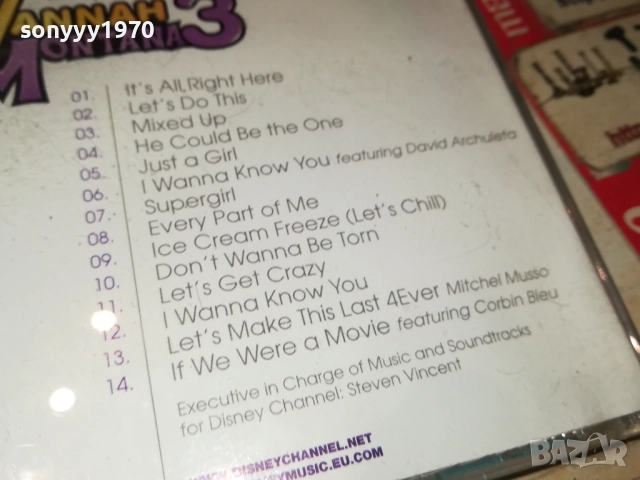 sonyyy1970
ANNAH
MONTANA 3
01. It's All Right Here
02. Let's Do This
03. Mixed Up
04. He Could Be the One
05. Just a Girl
06. I Wanna Know You featuring David Archuleta
07. Supergirl
08. Every Part of Me
09. Ice Cream Freeze (Let's Chill)
10. Don't Wanna Be Torn
11. Let's Get Crazy
12. I Wanna Know You
13. Let's Make This Last 4Ever Mitchel Musso
14. If We Were a Movie featuring Corbin Bleu
Executive in Charge of Music and Soundtracks
for Disney Channel: Steven Vincent
WWW.DISNEYCHANNEL.NET
EYMUSIC.EU.COM
BAZAR